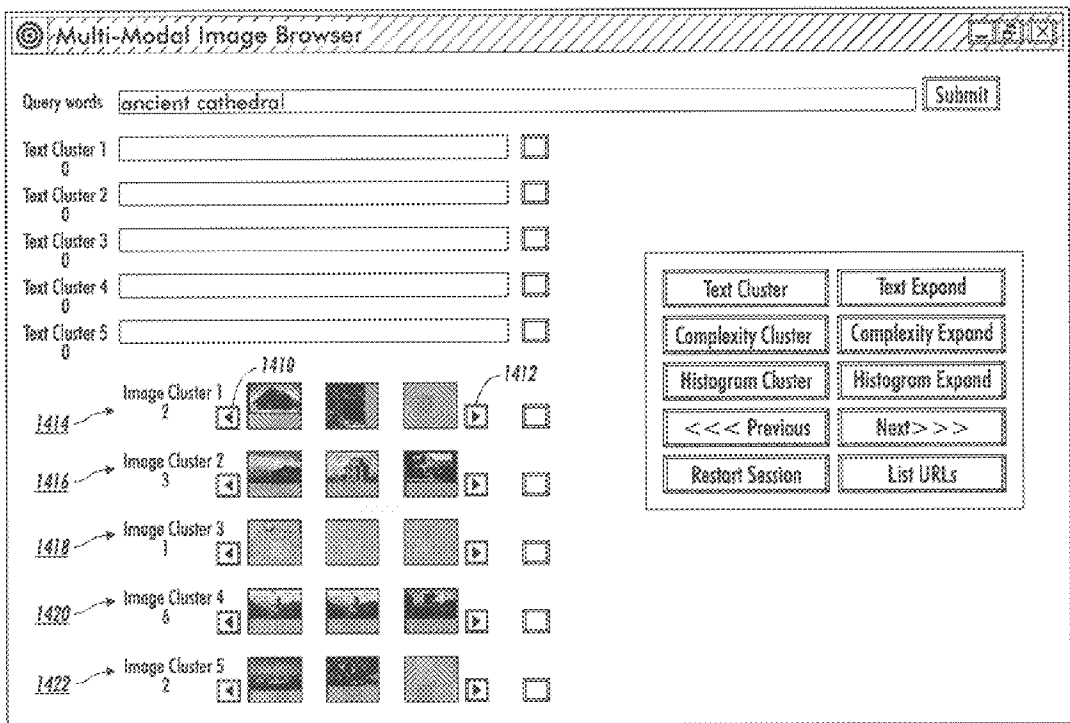 Multi-Modal Image Browser
Query words ancient cathedral Submit
Text Cluster 1
0
Text Cluster 2
0
Text Cluster 3
0
Text Cluster 4
0
Text Cluster 5
0
Text Cluster Text Expand
Complexity Cluster Complexity Expand
Histogram Cluster Histogram Expand
<<< Previous Next>>>
Restart Session List URLs
1410 1412
1414 Image Cluster 1
2
1416 Image Cluster 2
3
1418 Image Cluster 3
1
1420 Image Cluster 4
6
1422 Image Cluster 5
2